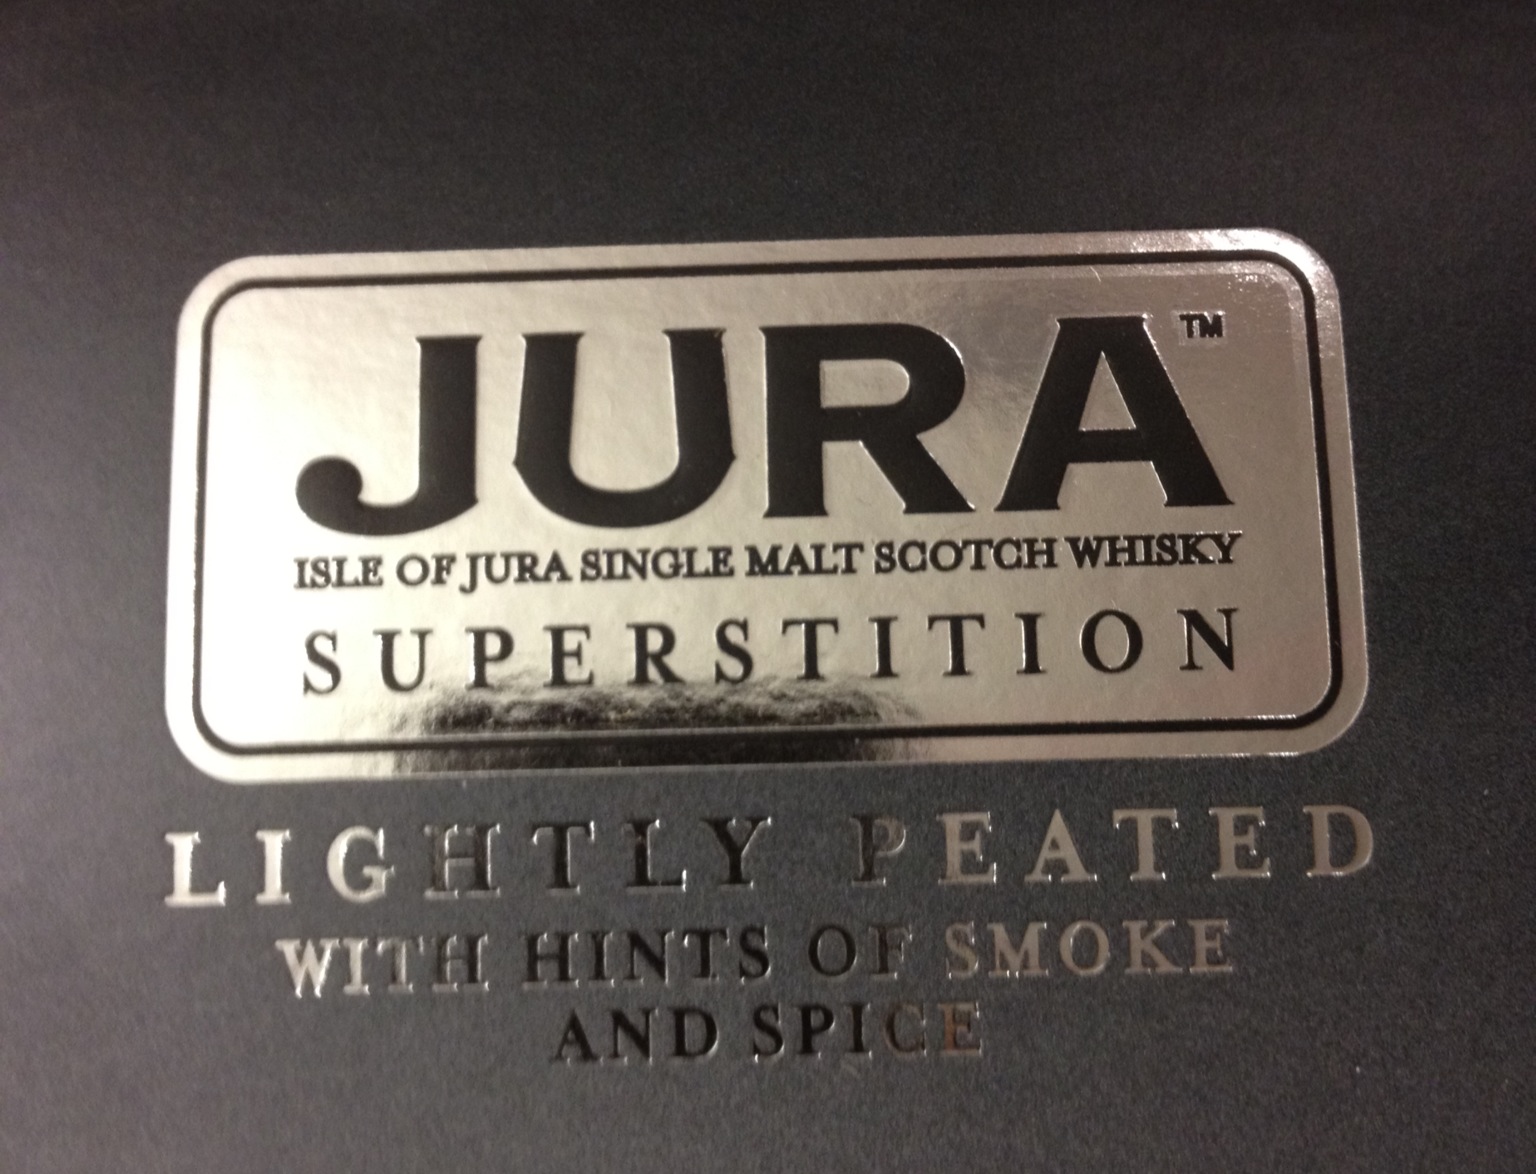 JURA™
ISLE OF JURA SINGLE MALT SCOTCH WHISKY
SUPERSTITION
LIGHTLY PEATED
WITH HINTS OF SMOKE
AND SPICE